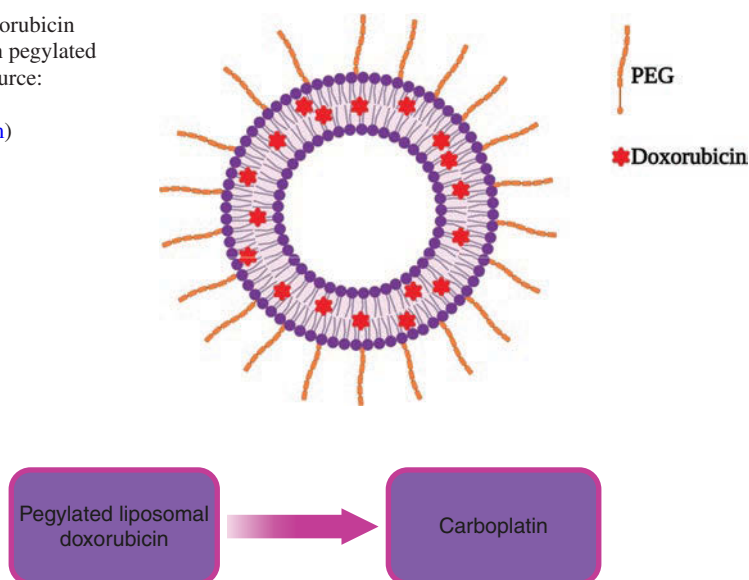 orubicin
pegylated
urce:
)
PEG
Doxorubicin
Pegylated liposomal
doxorubicin
Carboplatin